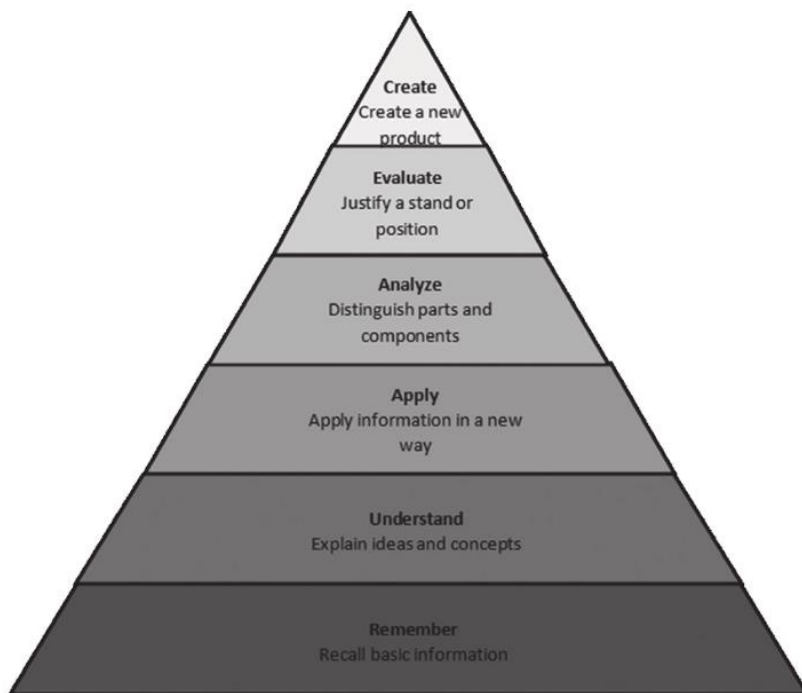 Create
Create a new
product
Evaluate
Justify a stand or
position
Analyze
Distinguish parts and
components
Apply
Apply information in a new
way
Understand
Explain ideas and concepts
Remember
Recall basic information